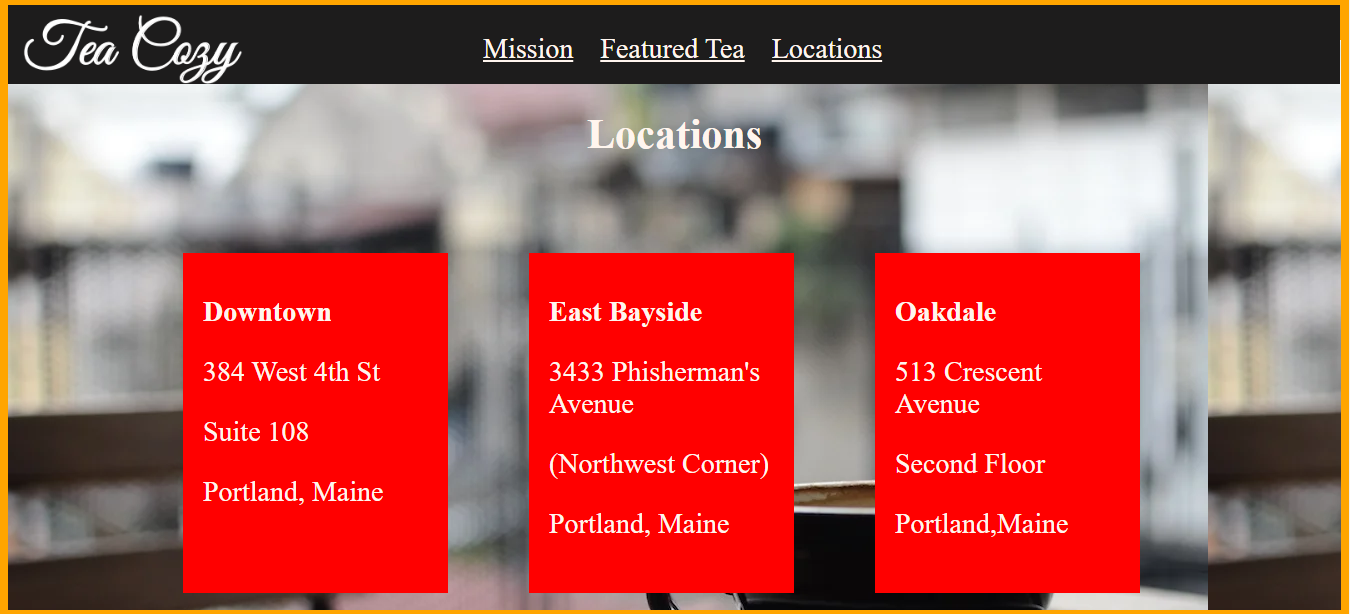 Tea Cozy
Mission Featured Tea Locations
Locations
Downtown
384 West 4th St
Suite 108
Portland, Maine
East Bayside
3433 Phisherman's
Avenue
(Northwest Corner)
Portland, Maine
Oakdale
513 Crescent
Avenue
Second Floor
Portland,Maine